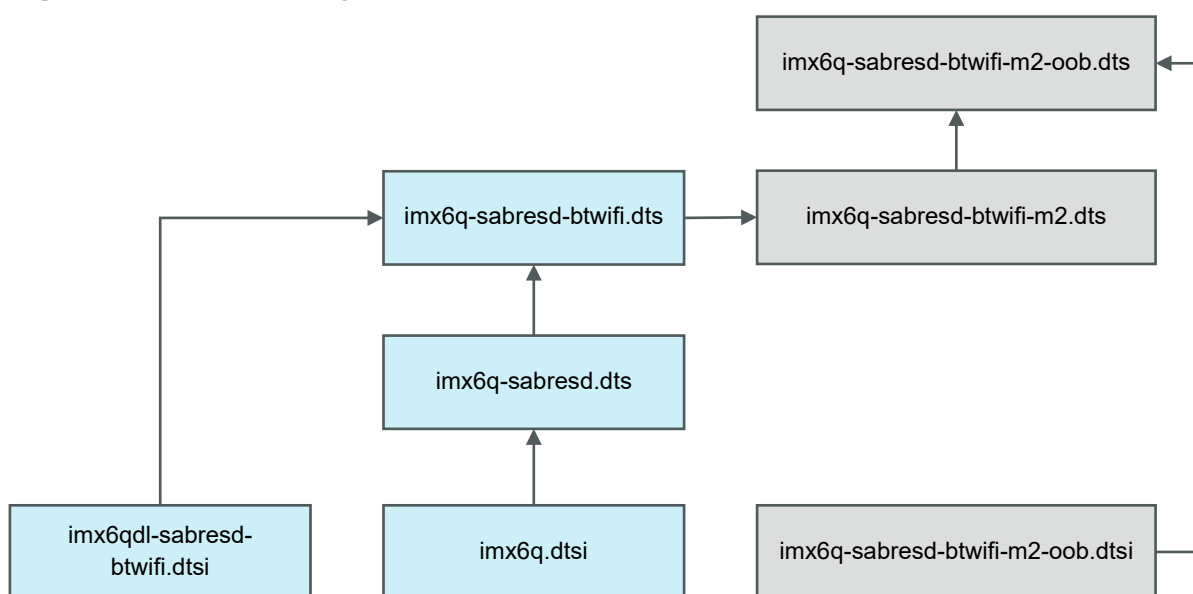 imx6q-sabresd-btwifi-m2-oob.dts
imx6q-sabresd-btwifi.dts
imx6q-sabresd-btwifi-m2.dts
imx6q-sabresd.dts
imx6qdl-sabresd-
btwifi.dtsi
imx6q.dtsi
imx6q-sabresd-btwifi-m2-oob.dtsi